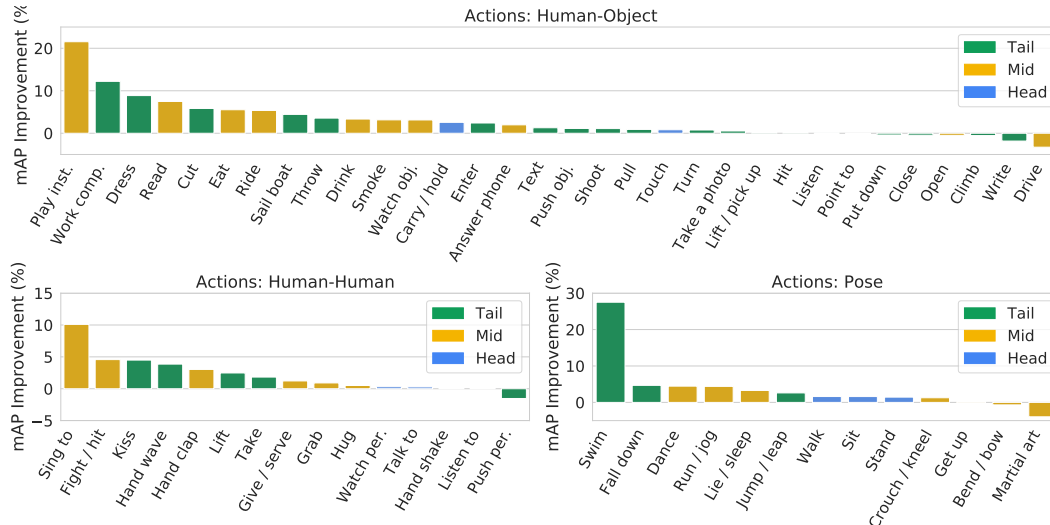 Actions: Human-Object
mAP Improvement (%
20
10
0
Tail
Mid
Head
Play inst.
Work comp.
Dress
Read
Cut
Eat
Ride
Sail boat
Throw
Drink
Smoke
Watch obj.
Carry / hold
Enter
Answer phone
Text
Push obj.
Shoot
Pull
Touch
Turn
Take a photo
Lift / pick up
Hit
Listen
Point to
Put down
Close
Open
Climb
Write
Drive
Actions: Human-Human
mAP Improvement (%)
15
10
5
0
−5
Tail
Mid
Head
Sing to
Fight / hit
Kiss
Hand wave
Hand clap
Lift
Take
Give / serve
Grab
Hug
Watch per.
Talk to
Hand shake
Listen to
Push per.
Actions: Pose
mAP Improvement (%)
30
20
10
0
Tail
Mid
Head
Swim
Fall down
Dance
Run / jog
Lie / sleep
Jump / leap
Walk
Sit
Stand
Crouch / kneel
Get up
Bend / bow
Martial art